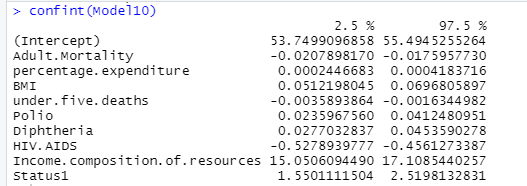 > confint(Model10)
2.5 % 97.5 %
(Intercept) 53.7499096858 55.4945255264
Adult.Mortality -0.0207898170 -0.0175957730
percentage.expenditure 0.0002446683 0.0004183716
BMI 0.0512198045 0.0696805897
under.five.deaths -0.0035893864 -0.0016344982
Polio 0.0235967560 0.0412480951
Diphtheria 0.0277032837 0.0453590278
HIV.AIDS -0.5278939777 -0.4561273387
Income.composition.of.resources 15.0506094490 17.1085440257
Status1 1.5501111504 2.5198132831